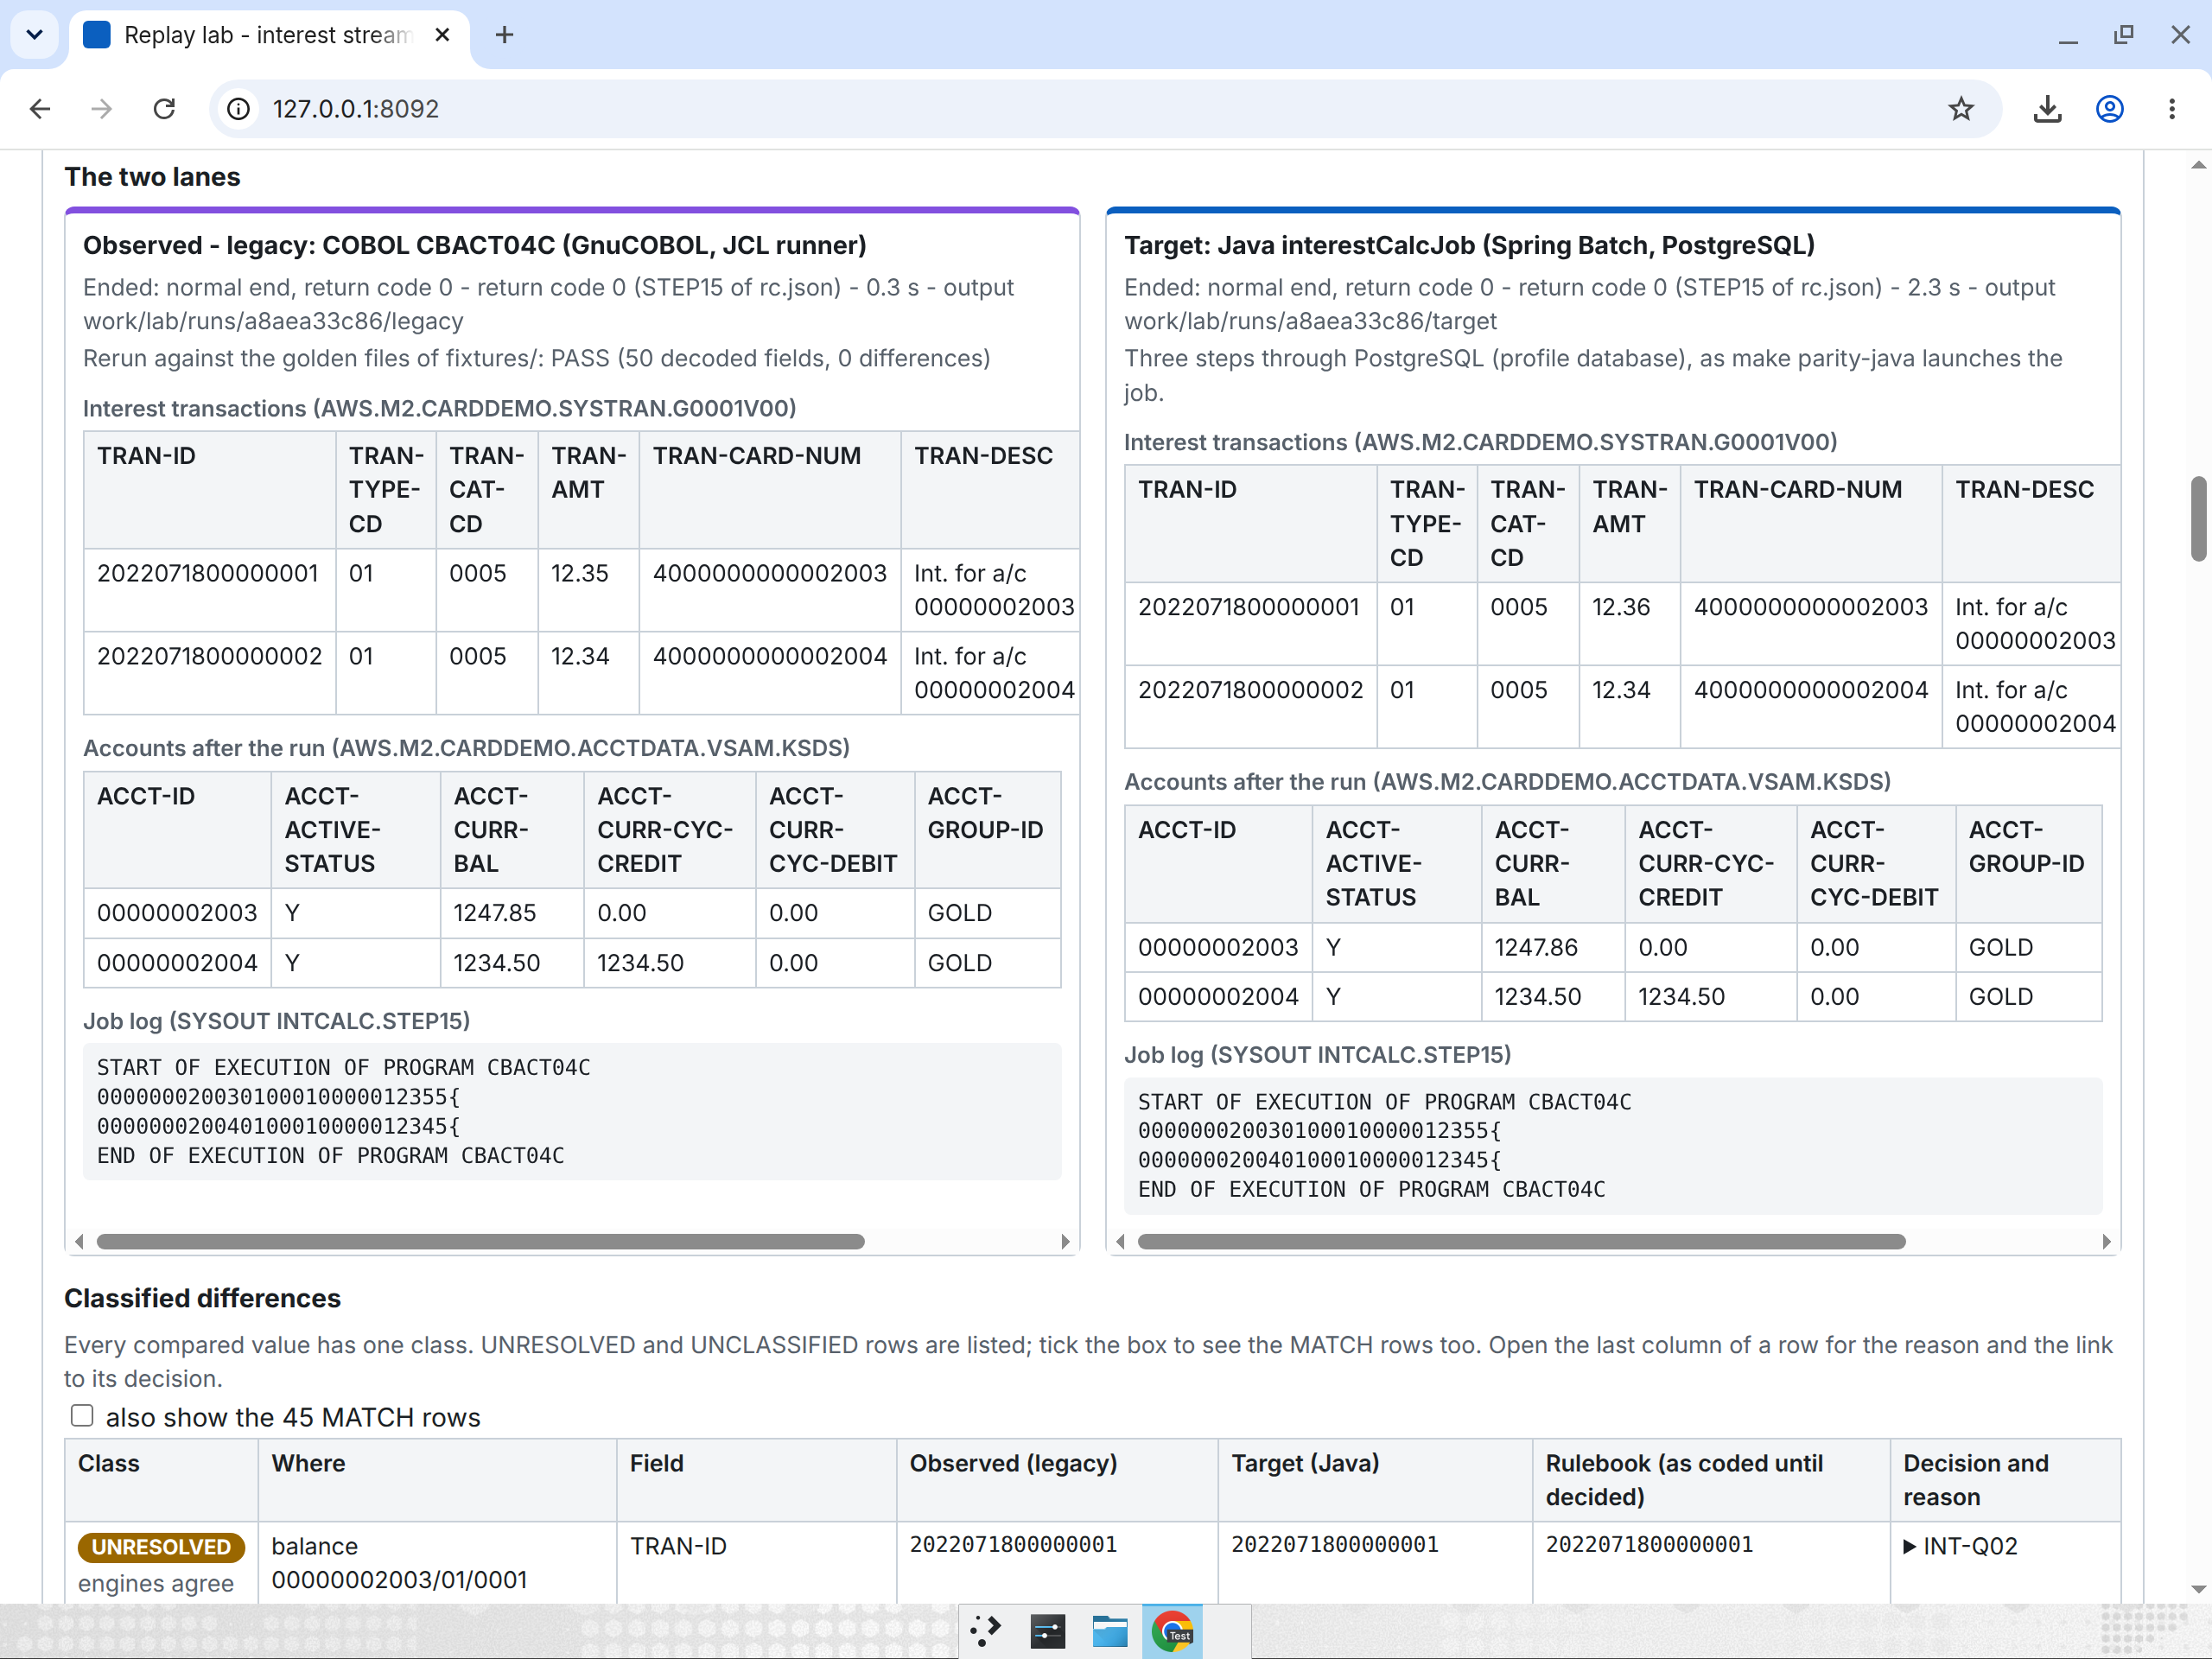 Replay lab - interest stream
127.0.0.1:8092
The two lanes
Observed - legacy: COBOL CBACT04C (GnuCOBOL, JCL runner)
Ended: normal end, return code 0 - return code 0 (STEP15 of rc.json) - 0.3 s - output
work/lab/runs/a8aea33c86/legacy
Rerun against the golden files of fixtures/: PASS (50 decoded fields, 0 differences)
Interest transactions (AWS.M2.CARDDEMO.SYSTRAN.G0001V00)
TRAN-ID TRAN-TYPE-CD TRAN-CAT-CD TRAN-AMT TRAN-CARD-NUM TRAN-DESC
2022071800000001 01 0005 12.35 4000000000002003 Int. for a/c 00000002003
2022071800000002 01 0005 12.34 4000000000002004 Int. for a/c 00000002004
Accounts after the run (AWS.M2.CARDDEMO.ACCTDATA.VSAM.KSDS)
ACCT-ID ACCT-ACTIVE-STATUS ACCT-CURR-BAL ACCT-CURR-CYC-CREDIT ACCT-CURR-CYC-DEBIT ACCT-GROUP-ID
00000002003 Y 1247.85 0.00 0.00 GOLD
00000002004 Y 1234.50 1234.50 0.00 GOLD
Job log (SYSOUT INTCALC.STEP15)
START OF EXECUTION OF PROGRAM CBACT04C
00000002003010001000001235​5{
00000002004010001000001234​5{
END OF EXECUTION OF PROGRAM CBACT04C
Target: Java interestCalcJob (Spring Batch, PostgreSQL)
Ended: normal end, return code 0 - return code 0 (STEP15 of rc.json) - 2.3 s - output
work/lab/runs/a8aea33c86/target
Three steps through PostgreSQL (profile database), as make parity-java launches the
job.
Interest transactions (AWS.M2.CARDDEMO.SYSTRAN.G0001V00)
TRAN-ID TRAN-TYPE-CD TRAN-CAT-CD TRAN-AMT TRAN-CARD-NUM TRAN-DESC
2022071800000001 01 0005 12.36 4000000000002003 Int. for a/c 00000002003
2022071800000002 01 0005 12.34 4000000000002004 Int. for a/c 00000002004
Accounts after the run (AWS.M2.CARDDEMO.ACCTDATA.VSAM.KSDS)
ACCT-ID ACCT-ACTIVE-STATUS ACCT-CURR-BAL ACCT-CURR-CYC-CREDIT ACCT-CURR-CYC-DEBIT ACCT-GROUP-ID
00000002003 Y 1247.86 0.00 0.00 GOLD
00000002004 Y 1234.50 1234.50 0.00 GOLD
Job log (SYSOUT INTCALC.STEP15)
START OF EXECUTION OF PROGRAM CBACT04C
000000020030100010000012355{
000000020040100010000012345{
END OF EXECUTION OF PROGRAM CBACT04C
Classified differences
Every compared value has one class. UNRESOLVED and UNCLASSIFIED rows are listed; tick the box to see the MATCH rows too. Open the last column of a row for the reason and the link
to its decision.
also show the 45 MATCH rows
Class Where Field Observed (legacy) Target (Java) Rulebook (as coded until decided) Decision and reason
UNRESOLVED balance TRAN-ID 2022071800000001 2022071800000001 2022071800000001 INT-Q02
engines agree 00000002003/01/0001
Test